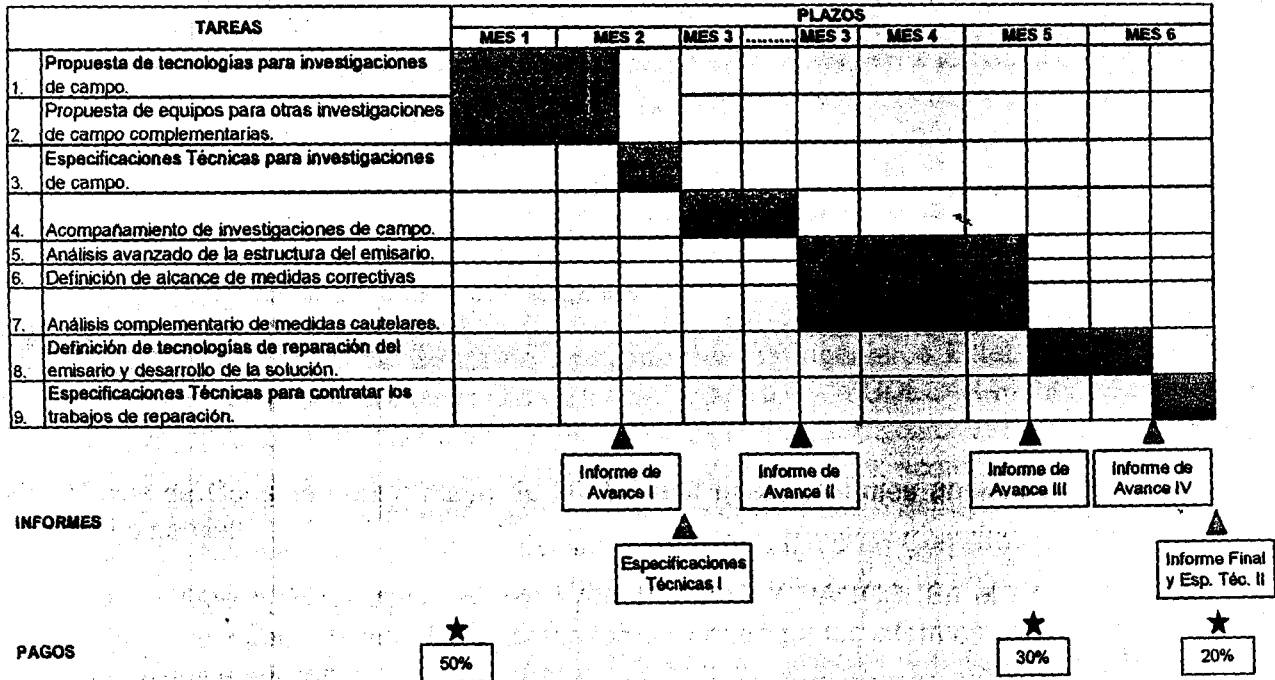 TAREAS
PLAZOS
MES 1 MES 2 MES 3 ......... MES 3 MES 4 MES 5 MES 6
Propuesta de tecnologías para investigaciones
1. de campo.
Propuesta de equipos para otras investigaciones
2. de campo complementarias.
Especificaciones Técnicas para investigaciones
3. de campo.
4. Acompañamiento de investigaciones de campo.
5. Análisis avanzado de la estructura del emisario.
6. Definición de alcance de medidas correctivas
7. Análisis complementario de medidas cautelares.
Definición de tecnologías de reparación del
8. emisario y desarrollo de la solución.
Especificaciones Técnicas para contratar los
9. trabajos de reparación.
INFORMES
Informe de
Avance I
Informe de
Avance II
Informe de
Avance III
Informe de
Avance IV
Especificaciones
Técnicas I
Informe Final
y Esp. Téc. II
PAGOS
50%
30%
20%